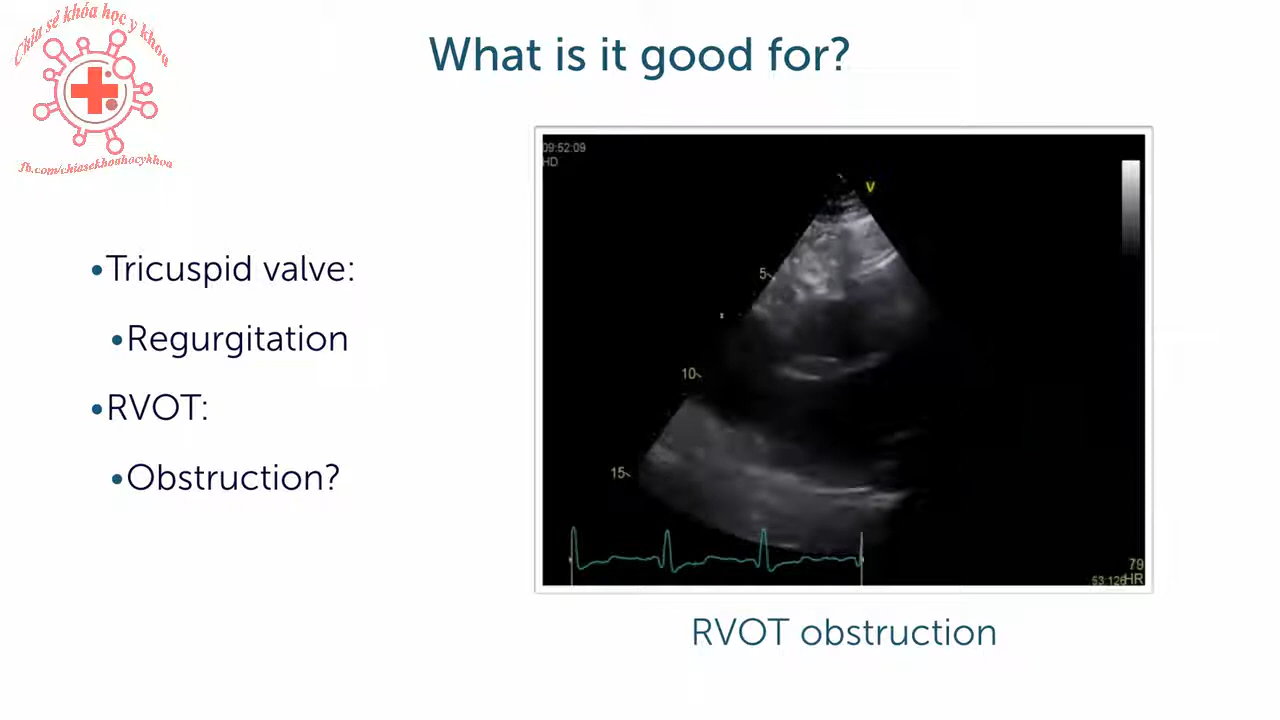 Chia sẻ khóa học y khoa
fb.com/chiasekhoahocykhoa
What is it good for?
•Tricuspid valve:
•Regurgitation
•RVOT:
•Obstruction?
09:52:09
HD
V
5
10
15
79
HR
RVOT obstruction